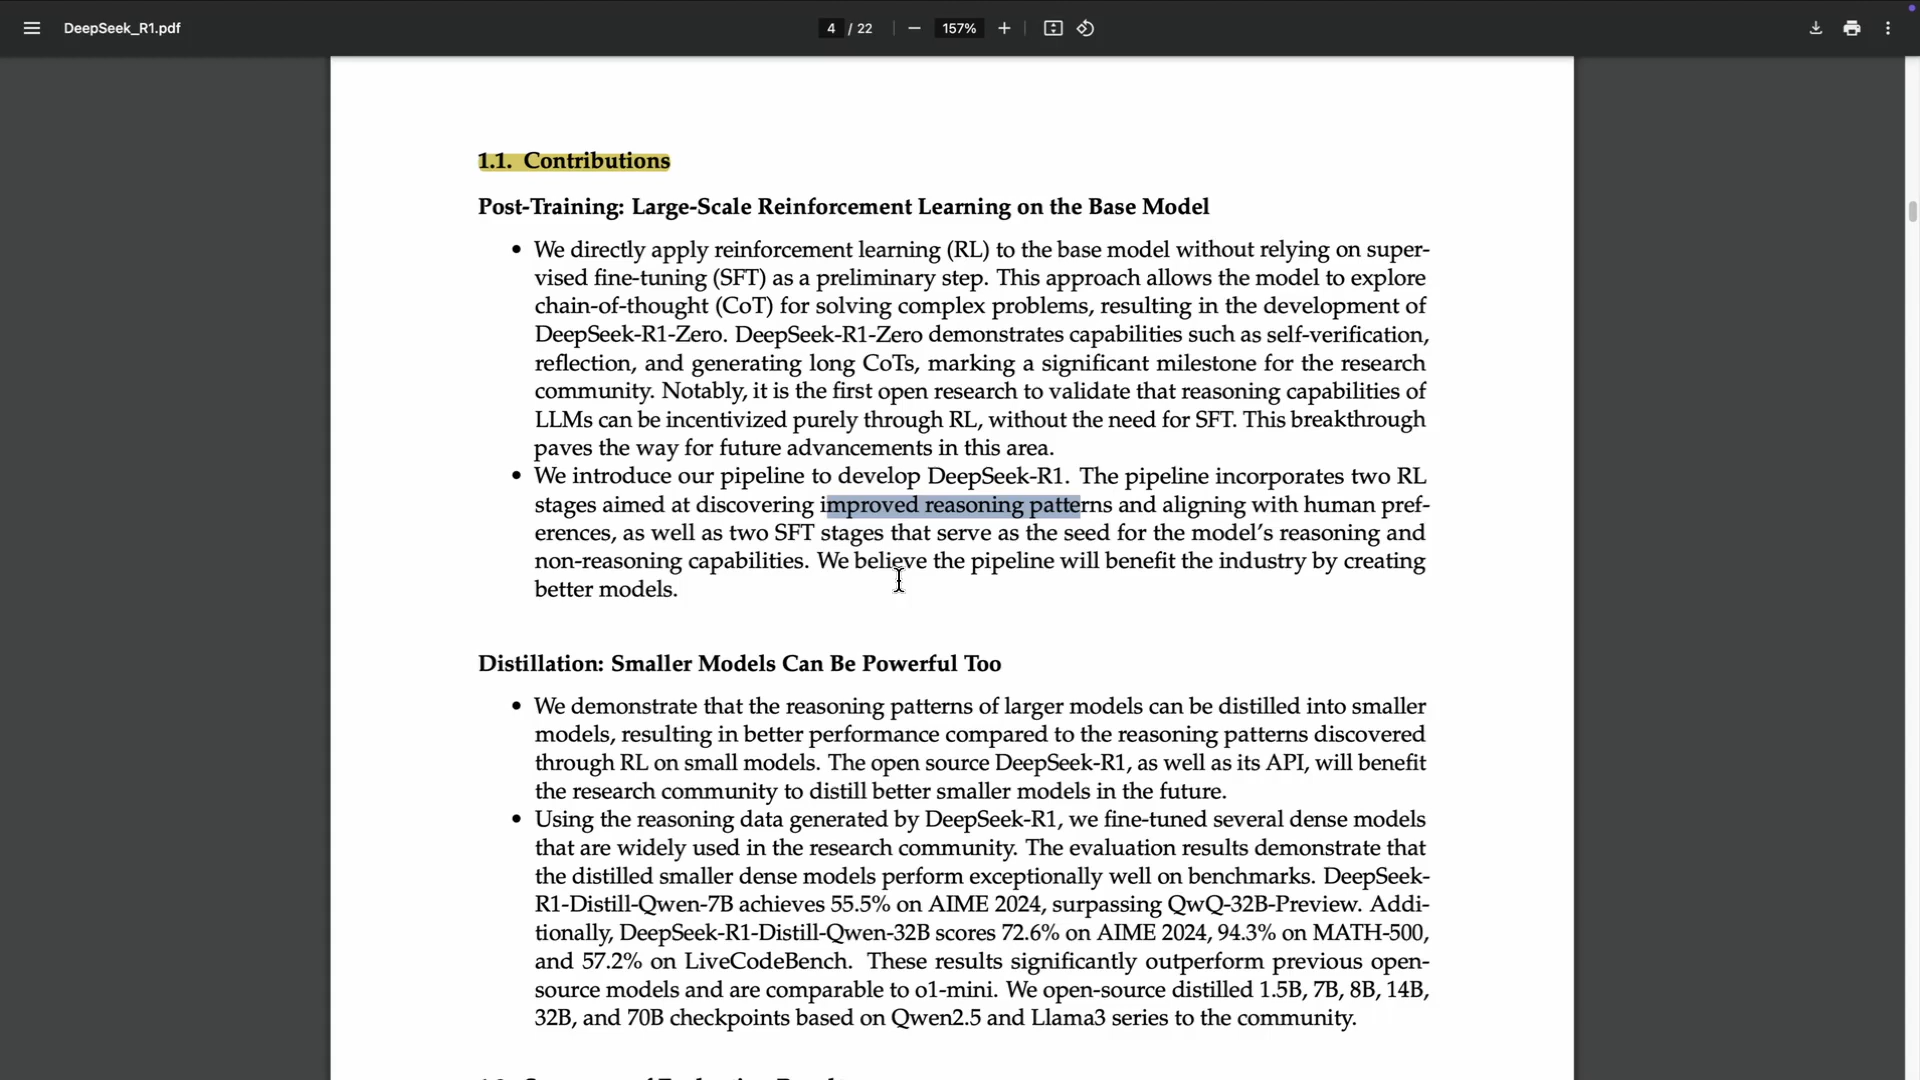 DeepSeek_R1.pdf
4 / 22
157%
1.1. Contributions
Post-Training: Large-Scale Reinforcement Learning on the Base Model
• We directly apply reinforcement learning (RL) to the base model without relying on super-
vised fine-tuning (SFT) as a preliminary step. This approach allows the model to explore
chain-of-thought (CoT) for solving complex problems, resulting in the development of
DeepSeek-R1-Zero. DeepSeek-R1-Zero demonstrates capabilities such as self-verification,
reflection, and generating long CoTs, marking a significant milestone for the research
community. Notably, it is the first open research to validate that reasoning capabilities of
LLMs can be incentivized purely through RL, without the need for SFT. This breakthrough
paves the way for future advancements in this area.
• We introduce our pipeline to develop DeepSeek-R1. The pipeline incorporates two RL
stages aimed at discovering improved reasoning patterns and aligning with human pref-
erences, as well as two SFT stages that serve as the seed for the model's reasoning and
non-reasoning capabilities. We believe the pipeline will benefit the industry by creating
better models.
Distillation: Smaller Models Can Be Powerful Too
• We demonstrate that the reasoning patterns of larger models can be distilled into smaller
models, resulting in better performance compared to the reasoning patterns discovered
through RL on small models. The open source DeepSeek-R1, as well as its API, will benefit
the research community to distill better smaller models in the future.
• Using the reasoning data generated by DeepSeek-R1, we fine-tuned several dense models
that are widely used in the research community. The evaluation results demonstrate that
the distilled smaller dense models perform exceptionally well on benchmarks. DeepSeek-
R1-Distill-Qwen-7B achieves 55.5% on AIME 2024, surpassing QwQ-32B-Preview. Addi-
tionally, DeepSeek-R1-Distill-Qwen-32B scores 72.6% on AIME 2024, 94.3% on MATH-500,
and 57.2% on LiveCodeBench. These results significantly outperform previous open-
source models and are comparable to o1-mini. We open-source distilled 1.5B, 7B, 8B, 14B,
32B, and 70B checkpoints based on Qwen2.5 and Llama3 series to the community.